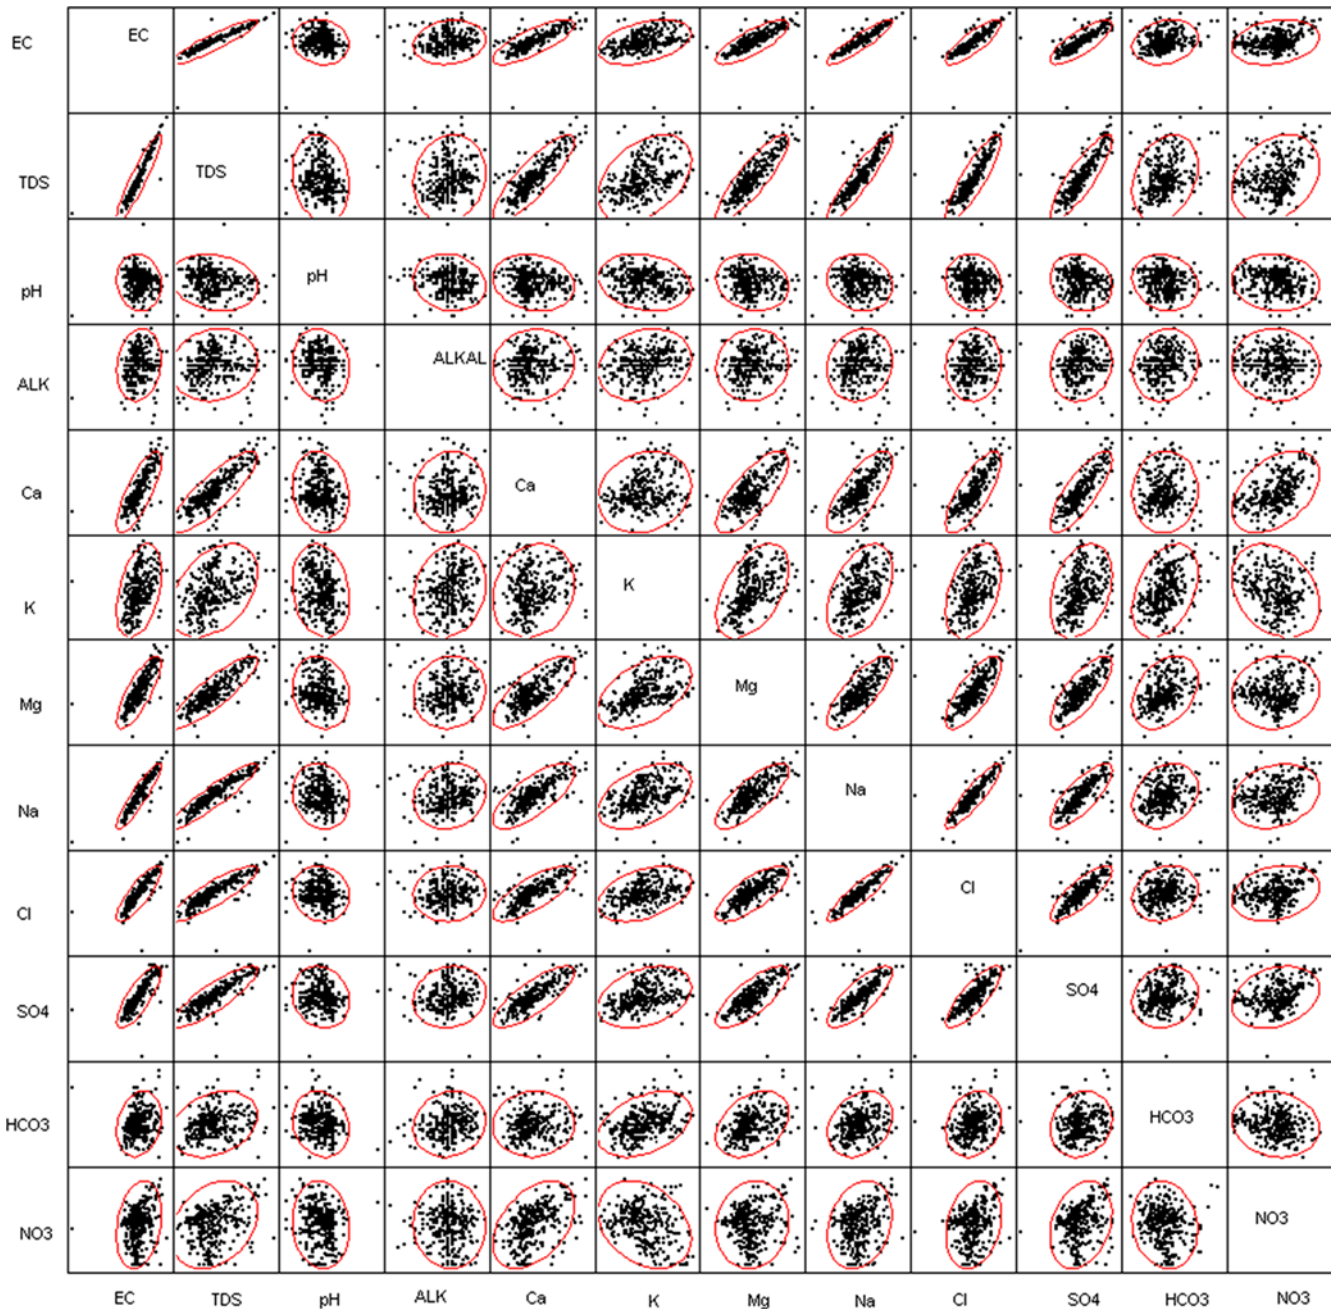 EC EC
TDS TDS
pH pH
ALK ALKAL
Ca Ca
K K
Mg Mg
Na Na
Cl Cl
SO4 SO4
HCO3 HCO3
NO3 NO3
EC TDS pH ALK Ca K Mg Na Cl SO4 HCO3 NO3